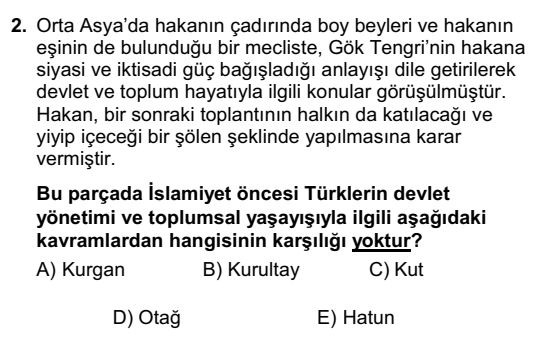 2. Orta Asya’da hakanın çadırında boy beyleri ve hakanın
eşinin de bulunduğu bir mecliste, Gök Tengri’nin hakana
siyasi ve iktisadi güç bağışladığı anlayışı dile getirilerek
devlet ve toplum hayatıyla ilgili konular görüşülmüştür.
Hakan, bir sonraki toplantının halkın da katılacağı ve
yiyip içeceği bir şölen şeklinde yapılmasına karar
vermiştir.
Bu parçada İslamiyet öncesi Türklerin devlet
yönetimi ve toplumsal yaşayışıyla ilgili aşağıdaki
kavramlardan hangisinin karşılığı yoktur?
A) Kurgan B) Kurultay C) Kut
D) Otağ E) Hatun